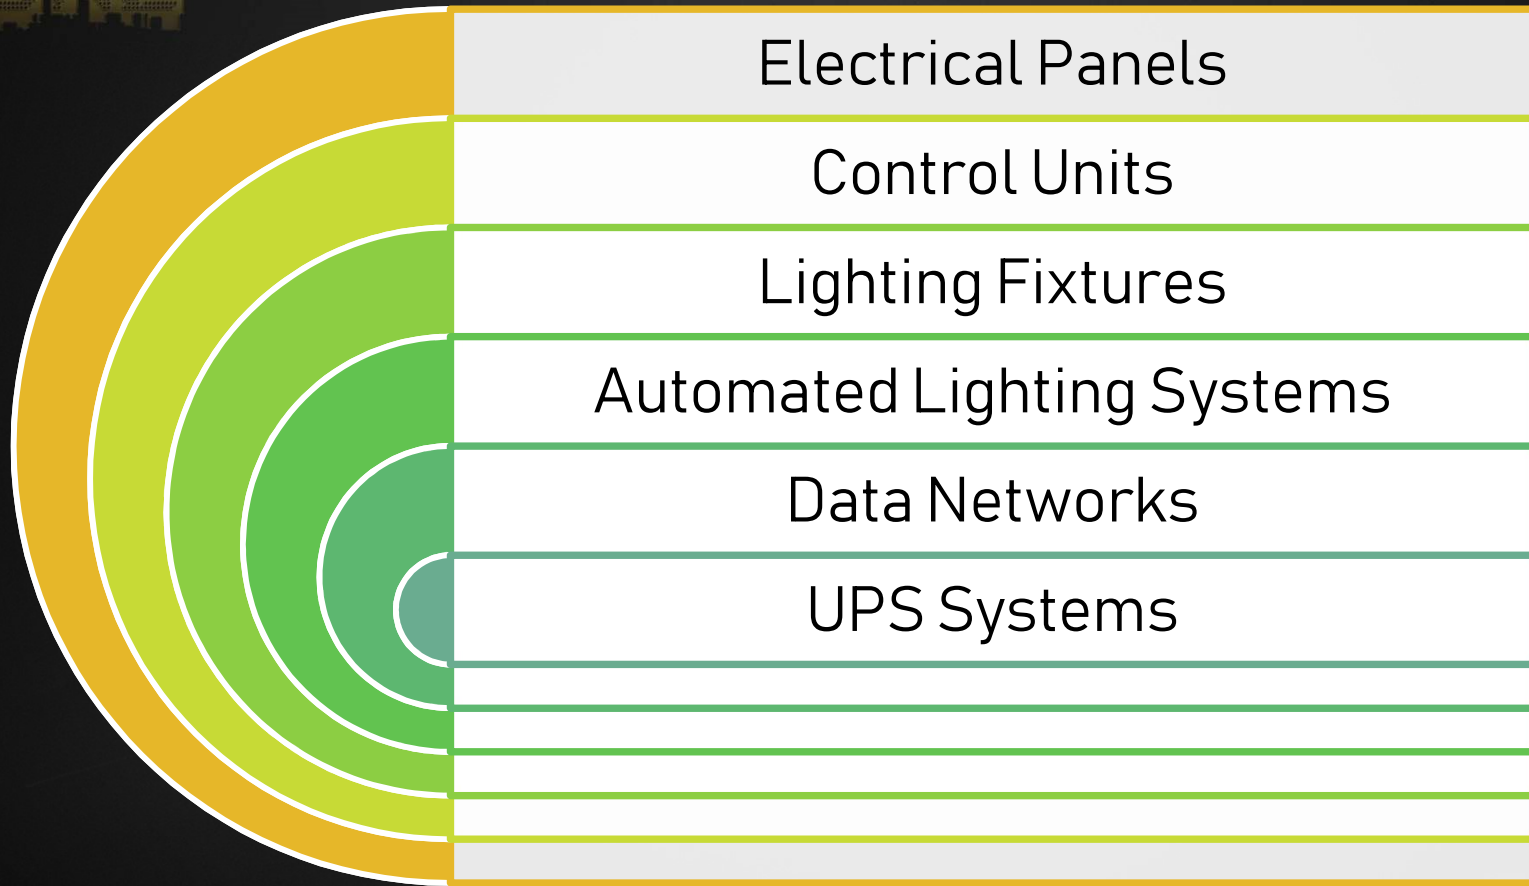 Electrical Panels
Control Units
Lighting Fixtures
Automated Lighting Systems
Data Networks
UPS Systems